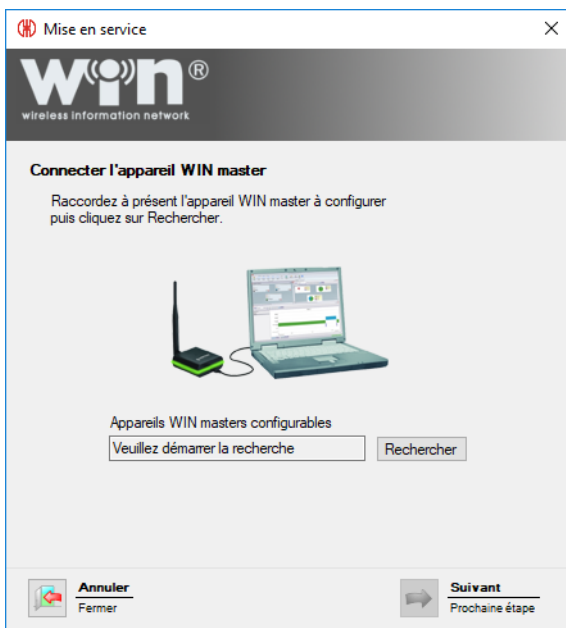 Mise en service
WIN®
wireless information network
Connecter l'appareil WIN master
Raccordez à présent l'appareil WIN master à configurer
puis cliquez sur Rechercher.
Appareils WIN masters configurables
Veuillez démarrer la recherche
Rechercher
Annuler
Fermer
Suivant
Prochaine étape